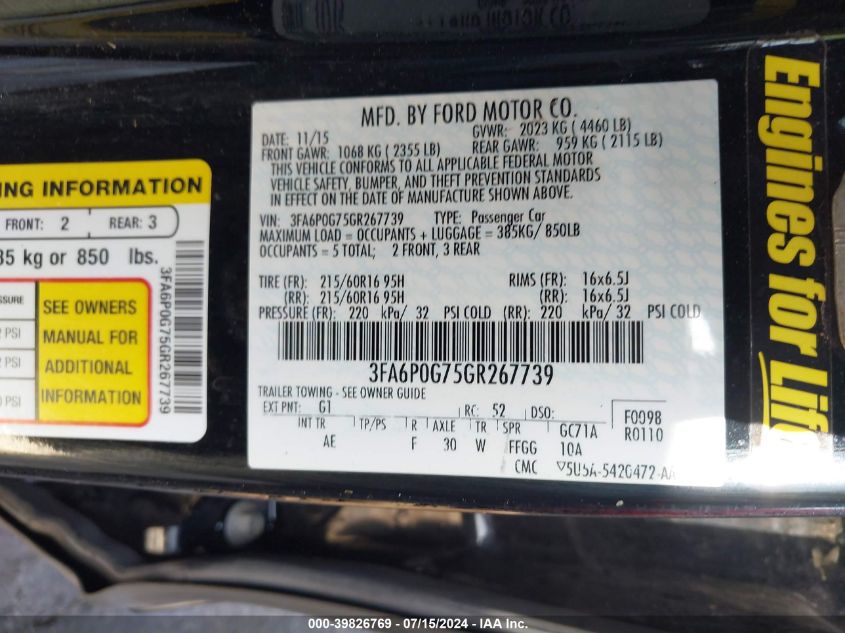 MFD. BY FORD MOTOR CO.
DATE: 11/15 GVWR: 2023 KG ( 4460 LB)
FRONT GAWR: 1068 KG ( 2355 LB) REAR GAWR: 959 KG ( 2115 LB)
THIS VEHICLE CONFORMS TO ALL APPLICABLE FEDERAL MOTOR
VEHICLE SAFETY, BUMPER, AND THEFT PREVENTION STANDARDS
IN EFFECT ON THE DATE OF MANUFACTURE SHOWN ABOVE.
VIN: 3FA6P0G75GR267739 TYPE: Passenger Car
MAXIMUM LOAD = OCCUPANTS + LUGGAGE = 385KG/ 850LB
OCCUPANTS = 5 TOTAL; 2 FRONT, 3 REAR
TIRE (FR): 215/60R16 95H RIMS (FR): 16x6.5J
(RR): 215/60R16 95H (RR): 16x6.5J
PRESSURE (FR): 220 kPa/ 32 PSI COLD (RR): 220 kPa/ 32 PSI COLD
3FA6P0G75GR267739
TRAILER TOWING - SEE OWNER GUIDE
EXT PNT: G1 RC: 52 DSO: F0098
INT TR TP/PS R AXLE TR SPR GC71A R0110
AE F 30 W FFGG 10A
CMC 5U5A-5420472-AA
INFORMATION
FRONT: 2 REAR: 3
kg or 850 lbs.
PSI
PSI
PSI
SEE OWNERS
MANUAL FOR
ADDITIONAL
INFORMATION
3FA6P0G75GR267739
Engines for Life
000-39826769 - 07/15/2024 - IAA Inc.